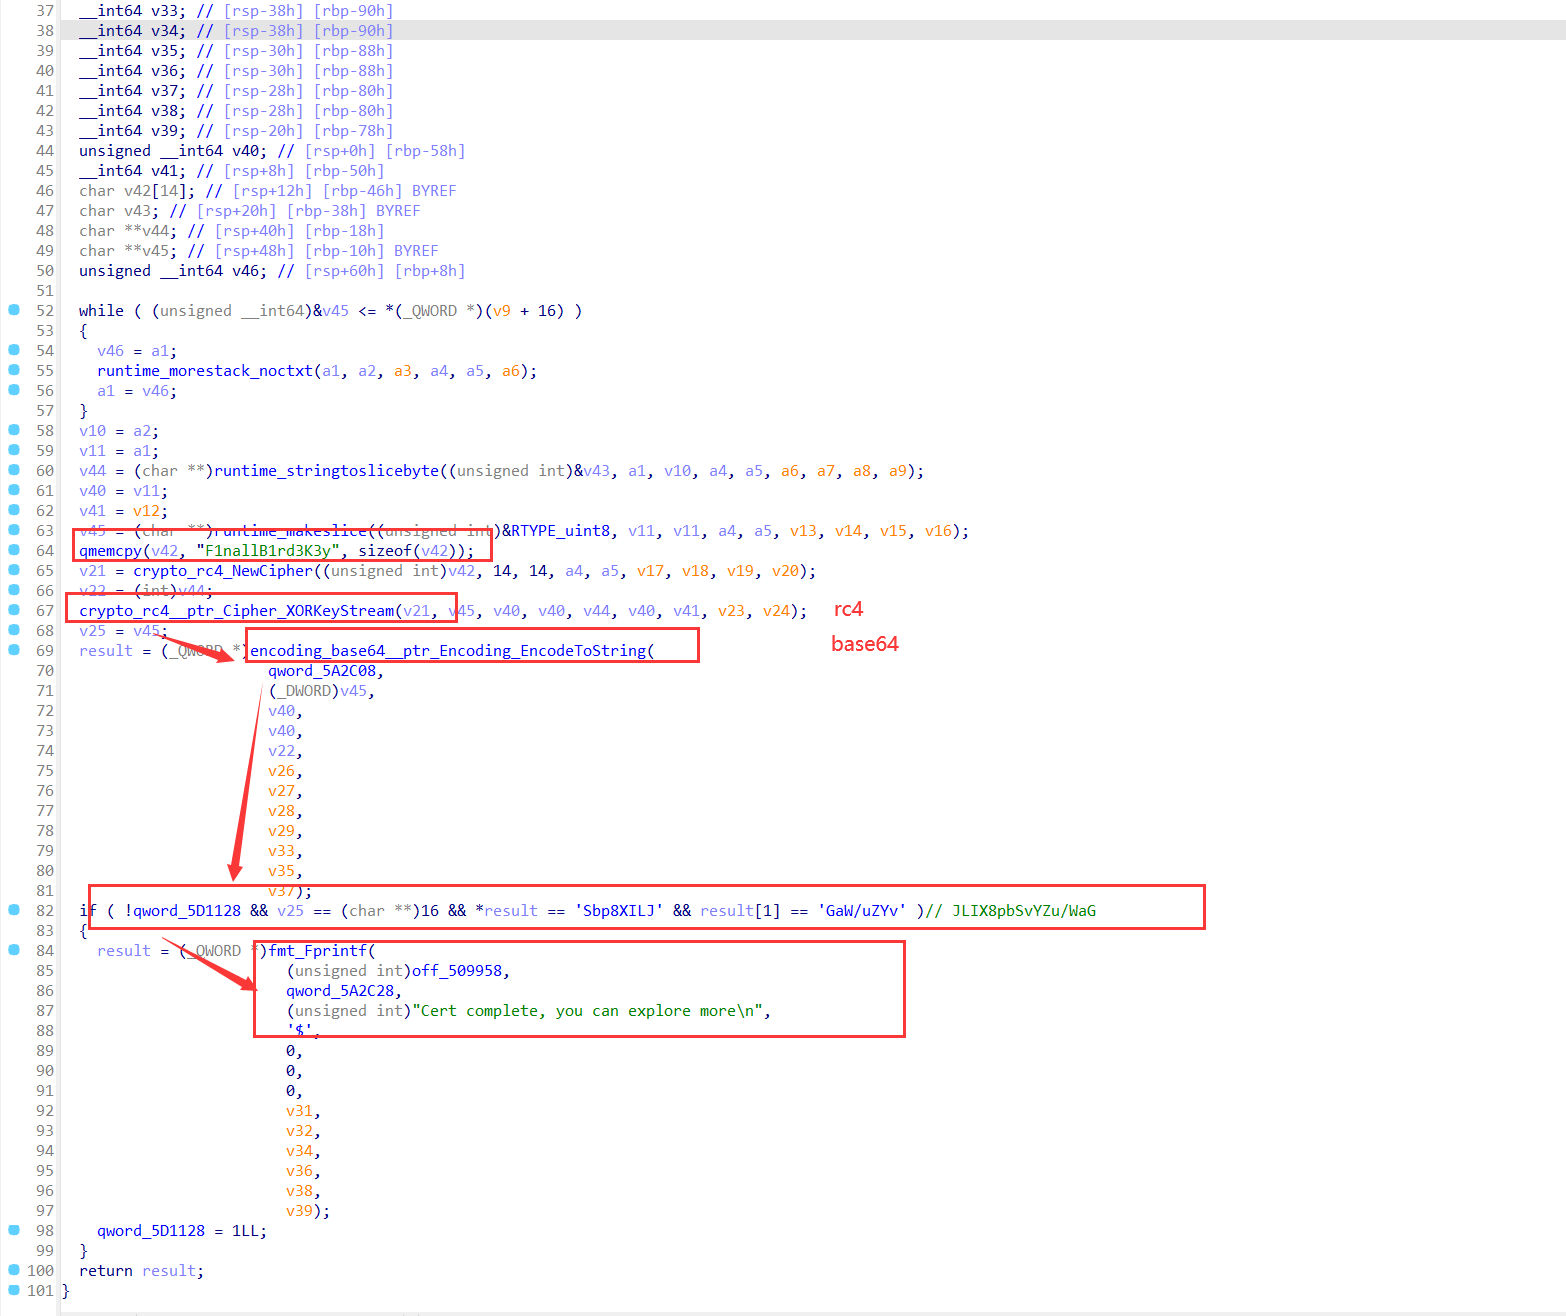 37 __int64 v33; // [rsp-38h] [rbp-90h]
38 __int64 v34; // [rsp-38h] [rbp-90h]
39 __int64 v35; // [rsp-30h] [rbp-88h]
40 __int64 v36; // [rsp-30h] [rbp-88h]
41 __int64 v37; // [rsp-28h] [rbp-80h]
42 __int64 v38; // [rsp-28h] [rbp-80h]
43 __int64 v39; // [rsp-20h] [rbp-78h]
44 unsigned __int64 v40; // [rsp+0h] [rbp-58h]
45 __int64 v41; // [rsp+8h] [rbp-50h]
46 char v42[14]; // [rsp+12h] [rbp-46h] BYREF
47 char v43; // [rsp+20h] [rbp-38h] BYREF
48 char **v44; // [rsp+40h] [rbp-18h]
49 char **v45; // [rsp+48h] [rbp-10h] BYREF
50 unsigned __int64 v46; // [rsp+60h] [rbp+8h]
51
52 while ( (unsigned __int64)&v45 <= *(_QWORD *)(v9 + 16) )
53 {
54 v46 = a1;
55 runtime_morestack_noctxt(a1, a2, a3, a4, a5, a6);
56 a1 = v46;
57 }
58 v10 = a2;
59 v11 = a1;
60 v44 = (char **)runtime_stringtoslicebyte((unsigned int)&v43, a1, v10, a4, a5, a6, a7, a8, a9);
61 v40 = v11;
62 v41 = v12;
63 v45 = (char **)runtime_makeslice((unsigned int)&RTYPE_uint8, v11, v11, a4, a5, v13, v14, v15, v16);
64 qmemcpy(v42, "F1nallB1rd3K3y", sizeof(v42));
65 v21 = crypto_rc4_NewCipher((unsigned int)v42, 14, 14, a4, a5, v17, v18, v19, v20);
66 v22 = (int)v44;
67 crypto_rc4__ptr_Cipher_XORKeyStream(v21, v45, v40, v40, v44, v40, v41, v23, v24); rc4
68 v25 = v45; base64
69 result = (_QWORD *)encoding_base64__ptr_Encoding_EncodeToString(
70 qword_5A2C08,
71 (_DWORD)v45,
72 v40,
73 v40,
74 v22,
75 v26,
76 v27,
77 v28,
78 v29,
79 v33,
80 v35,
81 v37);
82 if ( !qword_5D1128 && v25 == (char **)16 && *result == 'Sbp8XILJ' && result[1] == 'GaW/uZYv' )// JLIX8pbSvYZu/WaG
83 {
84 result = (_QWORD *)fmt_Fprintf(
85 (unsigned int)off_509958,
86 qword_5A2C28,
87 (unsigned int)"Cert complete, you can explore more\n",
88 '$',
89 0,
90 0,
91 0,
92 v31,
93 v32,
94 v34,
95 v36,
96 v38,
97 v39);
98 qword_5D1128 = 1LL;
99 }
100 return result;
101 }